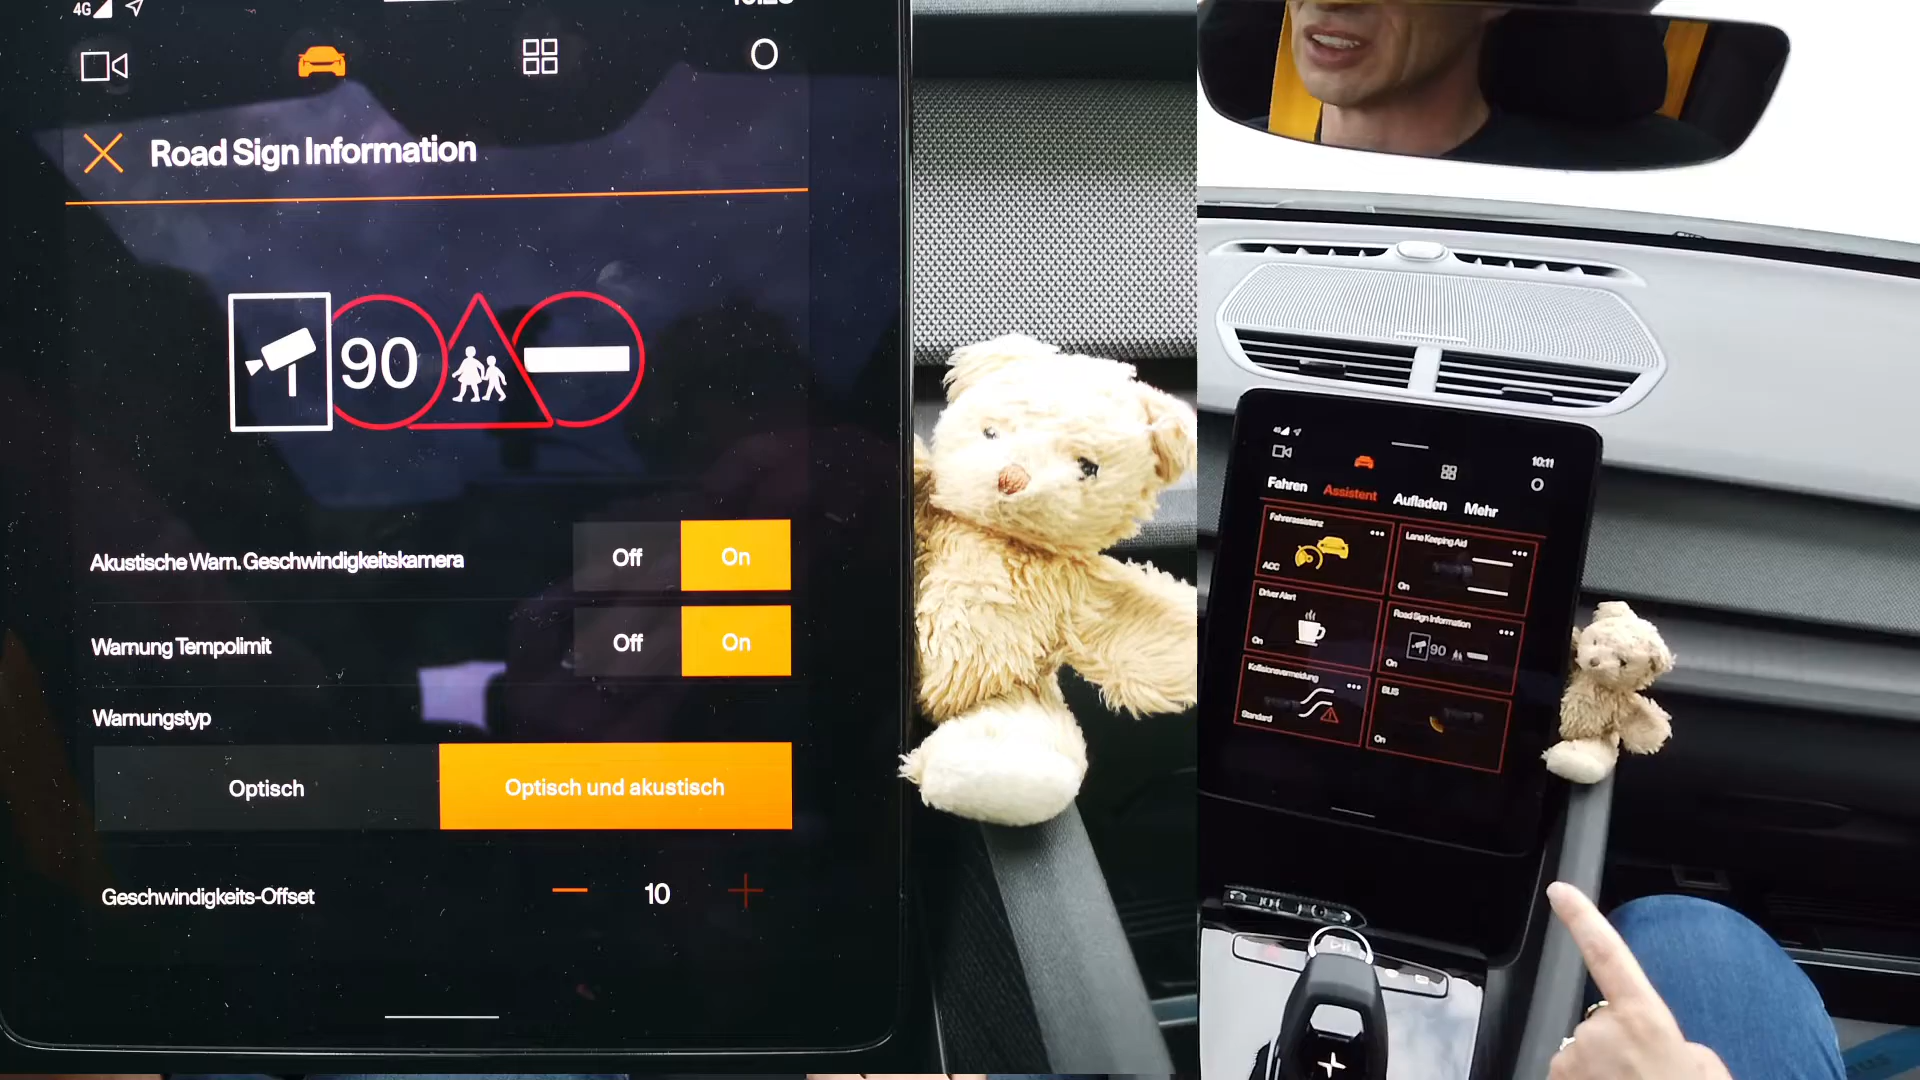 4G
Road Sign Information
90
Akustische Warn. Geschwindigkeitskamera
Off
On
Warnung Tempolimit
Off
On
Warnungstyp
Optisch
Optisch und akustisch
Geschwindigkeits-Offset
10
10:11
Fahren
Assistent
Aufladen
Mehr
Fahrerassistenz
ACC
Lane Keeping Aid
On
Driver Alert
On
Road Sign Information
90
On
Kollisionsvermeidung
Standard
BLIS
On